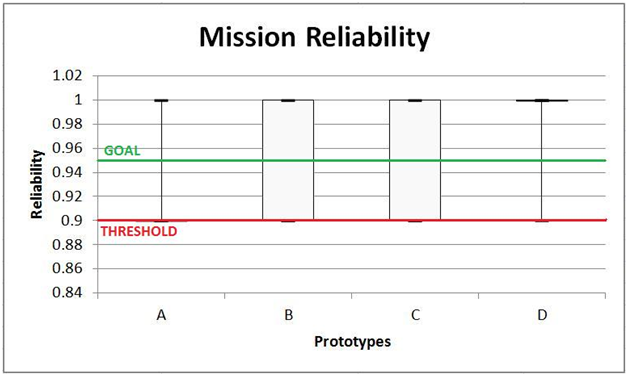 Mission Reliability
1.02
1
0.98
0.96
0.94
0.92
0.9
0.88
0.86
0.84
Reliability
GOAL
THRESHOLD
A B C D
Prototypes